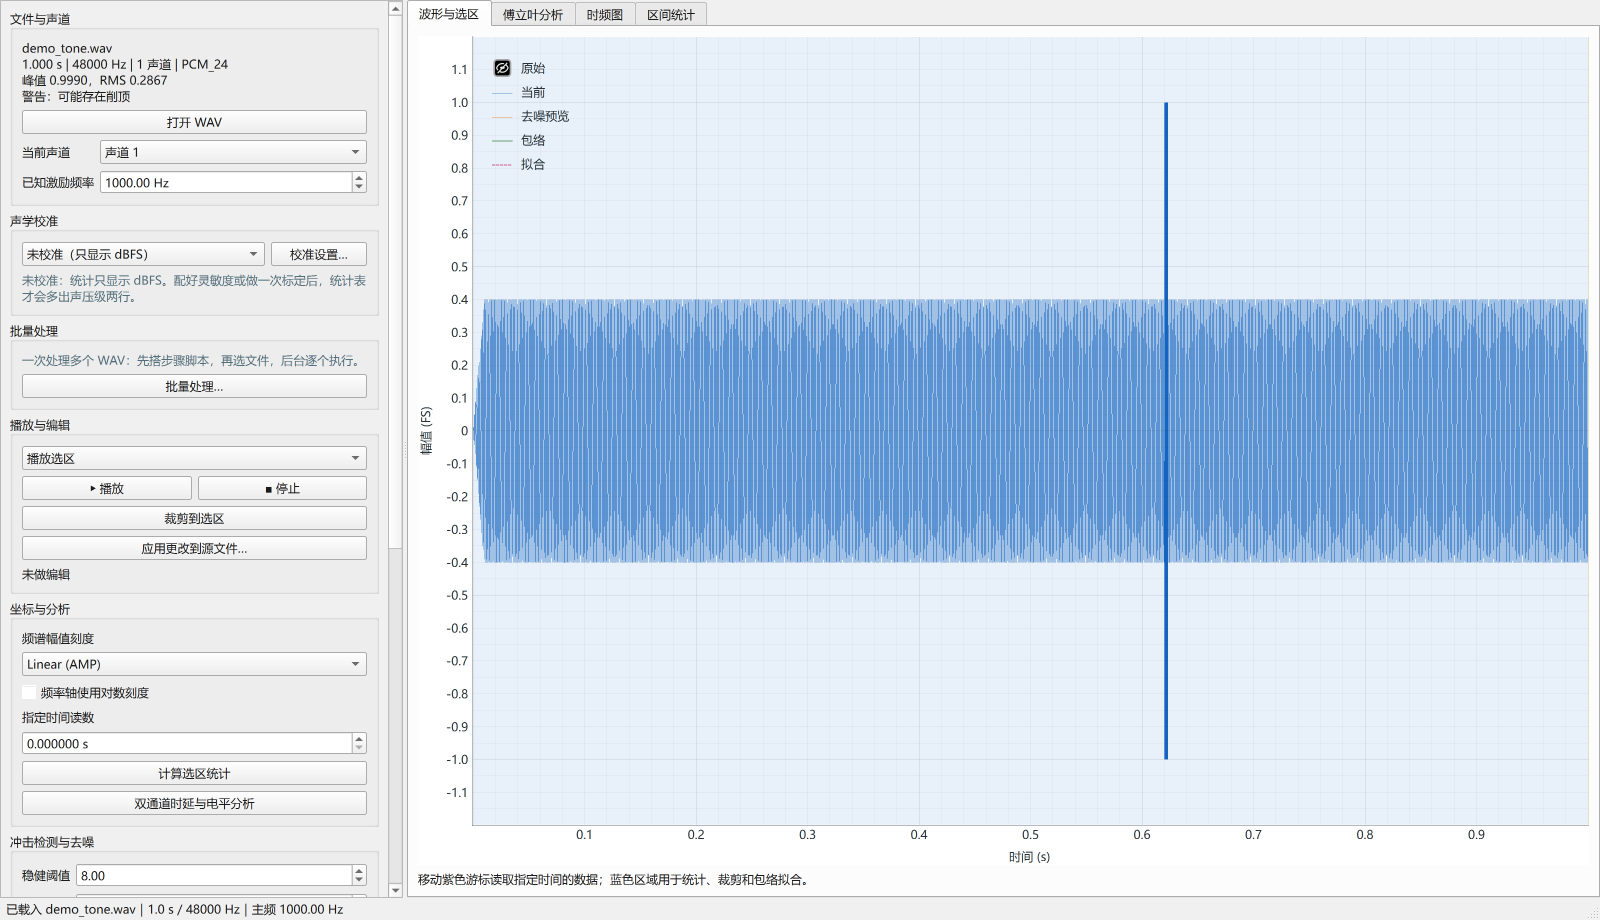 文件与声道
demo_tone.wav
1.000 s | 48000 Hz | 1 声道 | PCM_24
峰值 0.9990，RMS 0.2867
警告：可能存在削顶
打开 WAV
当前声道
声道 1
已知激励频率
1000.00 Hz
声学校准
未校准（只显示 dBFS）
校准设置...
未校准：统计只显示 dBFS。配好灵敏度或做一次标定后，统计表
才会多出声压级两行。
批量处理
一次处理多个 WAV：先搭步骤脚本，再选文件，后台逐个执行。
批量处理...
播放与编辑
播放选区
播放
停止
裁剪到选区
应用更改到源文件...
未做编辑
坐标与分析
频谱幅值刻度
Linear (AMP)
频率轴使用对数刻度
指定时间读数
0.000000 s
计算选区统计
双通道时延与电平分析
冲击检测与去噪
稳健阈值
8.00
波形与选区
傅立叶分析
时频图
区间统计
原始
当前
去噪预览
包络
拟合
1.1
1.0
0.9
0.8
0.7
0.6
0.5
0.4
0.3
0.2
0.1
0
-0.1
-0.2
-0.3
-0.4
-0.5
-0.6
-0.7
-0.8
-0.9
-1.0
-1.1
幅值 (FS)
0.1
0.2
0.3
0.4
0.5
0.6
0.7
0.8
0.9
时间 (s)
移动紫色游标读取指定时间的数据；蓝色区域用于统计、裁剪和包络拟合。
已载入 demo_tone.wav | 1.0 s / 48000 Hz | 主频 1000.00 Hz